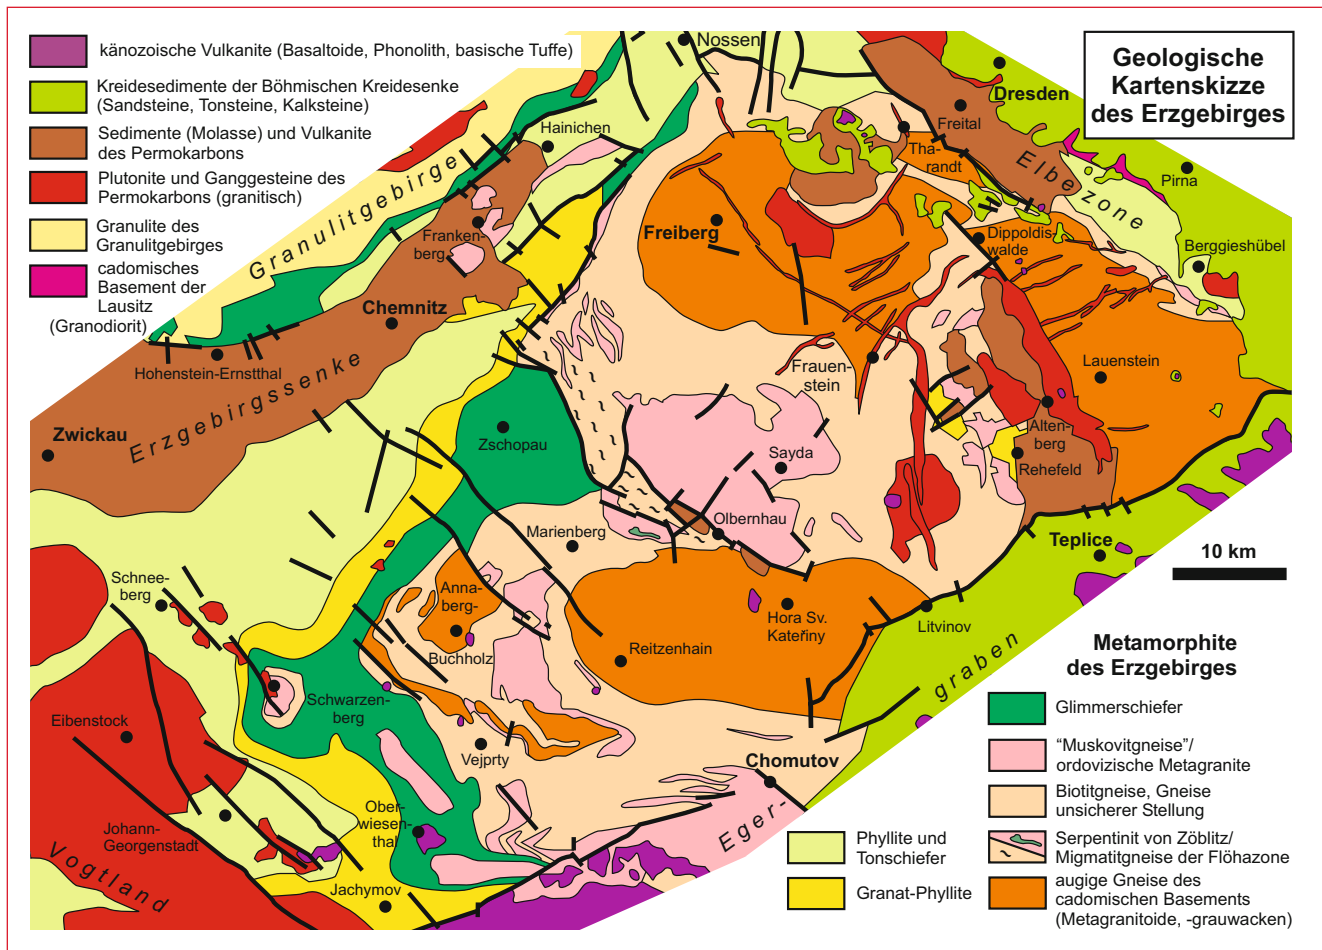 känozoische Vulkanite (Basaltoide, Phonolith, basische Tuffe)
Kreidesedimente der Böhmischen Kreidesenke
(Sandsteine, Tonsteine, Kalksteine)
Sedimente (Molasse) und Vulkanite
des Permokarbons
Plutonite und Ganggesteine des
Permokarbons (granitisch)
Granulite des
Granulitgebirges
cadomisches
Basement der
Lausitz
(Granodiorit)
Geologische
Kartenskizze
des Erzgebirges
Nossen
Hainichen
Dresden
Freital
Tha-
randt
Elbezone
Pirna
Granulitgebirge
Franken-
berg
Freiberg
Dippoldis-
walde
Berggieshübel
Chemnitz
Hohenstein-Ernstthal
Erzgebirgssenke
Zwickau
Frauen-
stein
Lauenstein
Zschopau
Sayda
Alten-
berg
Rehefeld
Olbernhau
Marienberg
Teplice
10 km
Schnee-
berg
Anna-
berg-
Buchholz
Hora Sv.
Kateřiny
Litvinov
Reitzenhain
Schwarzen-
berg
Eibenstock
Vejprty
Chomutov
Eger-
graben
Ober-
wiesen-
thal
Johann-
Georgenstadt
Vogtland
Jachymov
Metamorphite
des Erzgebirges
Glimmerschiefer
“Muskovitgneise”/
ordovizische Metagranite
Biotitgneise, Gneise
unsicherer Stellung
Serpentinit von Zöblitz/
Migmatitgneise der Flöhazone
augige Gneise des
cadomischen Basements
(Metagranitoide, -grauwacken)
Phyllite und
Tonschiefer
Granat-Phyllite